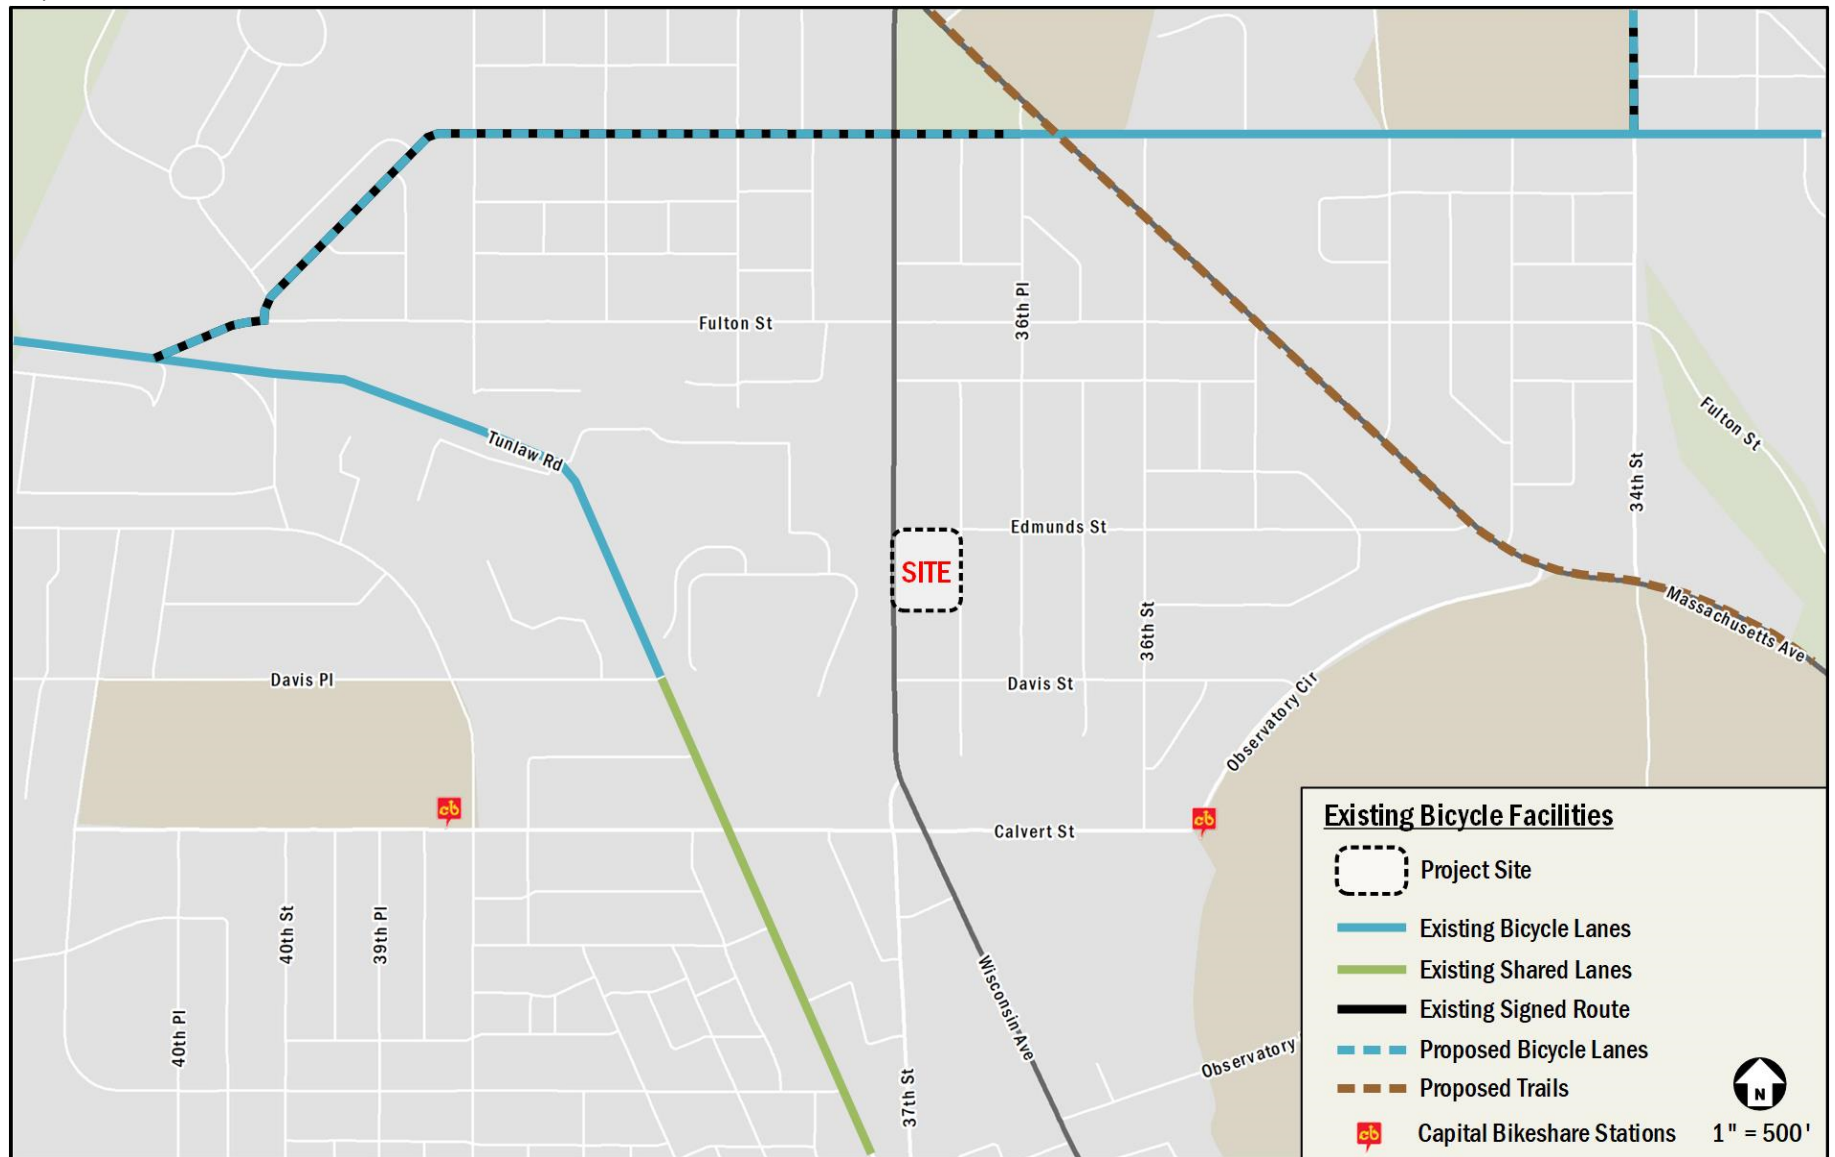 36th Pl
Fulton St
Fulton St
Tunlaw Rd
34th St
Edmunds St
SITE
Massachusetts Ave
36th St
Davis Pl
Davis St
Observatory Cir
cb
cb
Calvert St
40th St
39th Pl
Wisconsin Ave
40th Pl
37th St
Observatory
Existing Bicycle Facilities
Project Site
Existing Bicycle Lanes
Existing Shared Lanes
Existing Signed Route
Proposed Bicycle Lanes
Proposed Trails
N
cb Capital Bikeshare Stations
1" = 500'